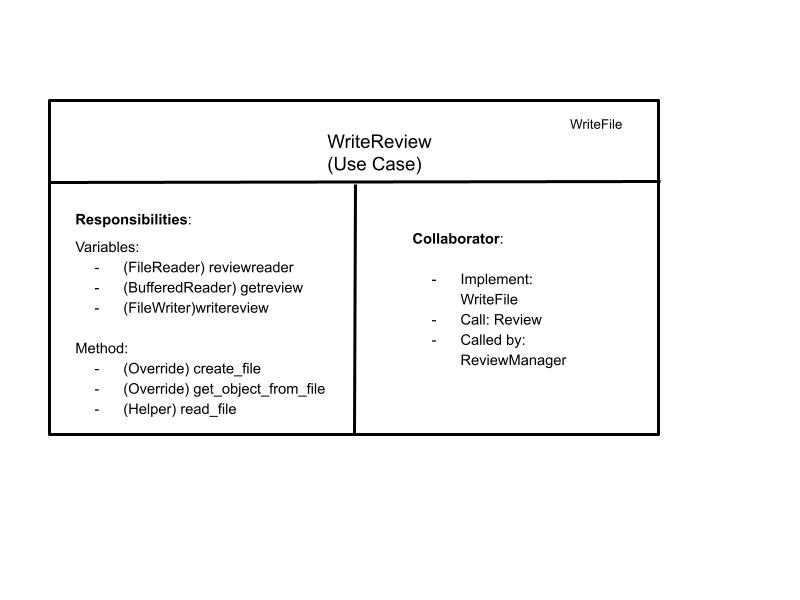 WriteFile
WriteReview
(Use Case)
Responsibilities:
Variables:
- (FileReader) reviewreader
- (BufferedReader) getreview
- (FileWriter)writereview
Method:
- (Override) create_file
- (Override) get_object_from_file
- (Helper) read_file
Collaborator:
- Implement:
WriteFile
- Call: Review
- Called by:
ReviewManager